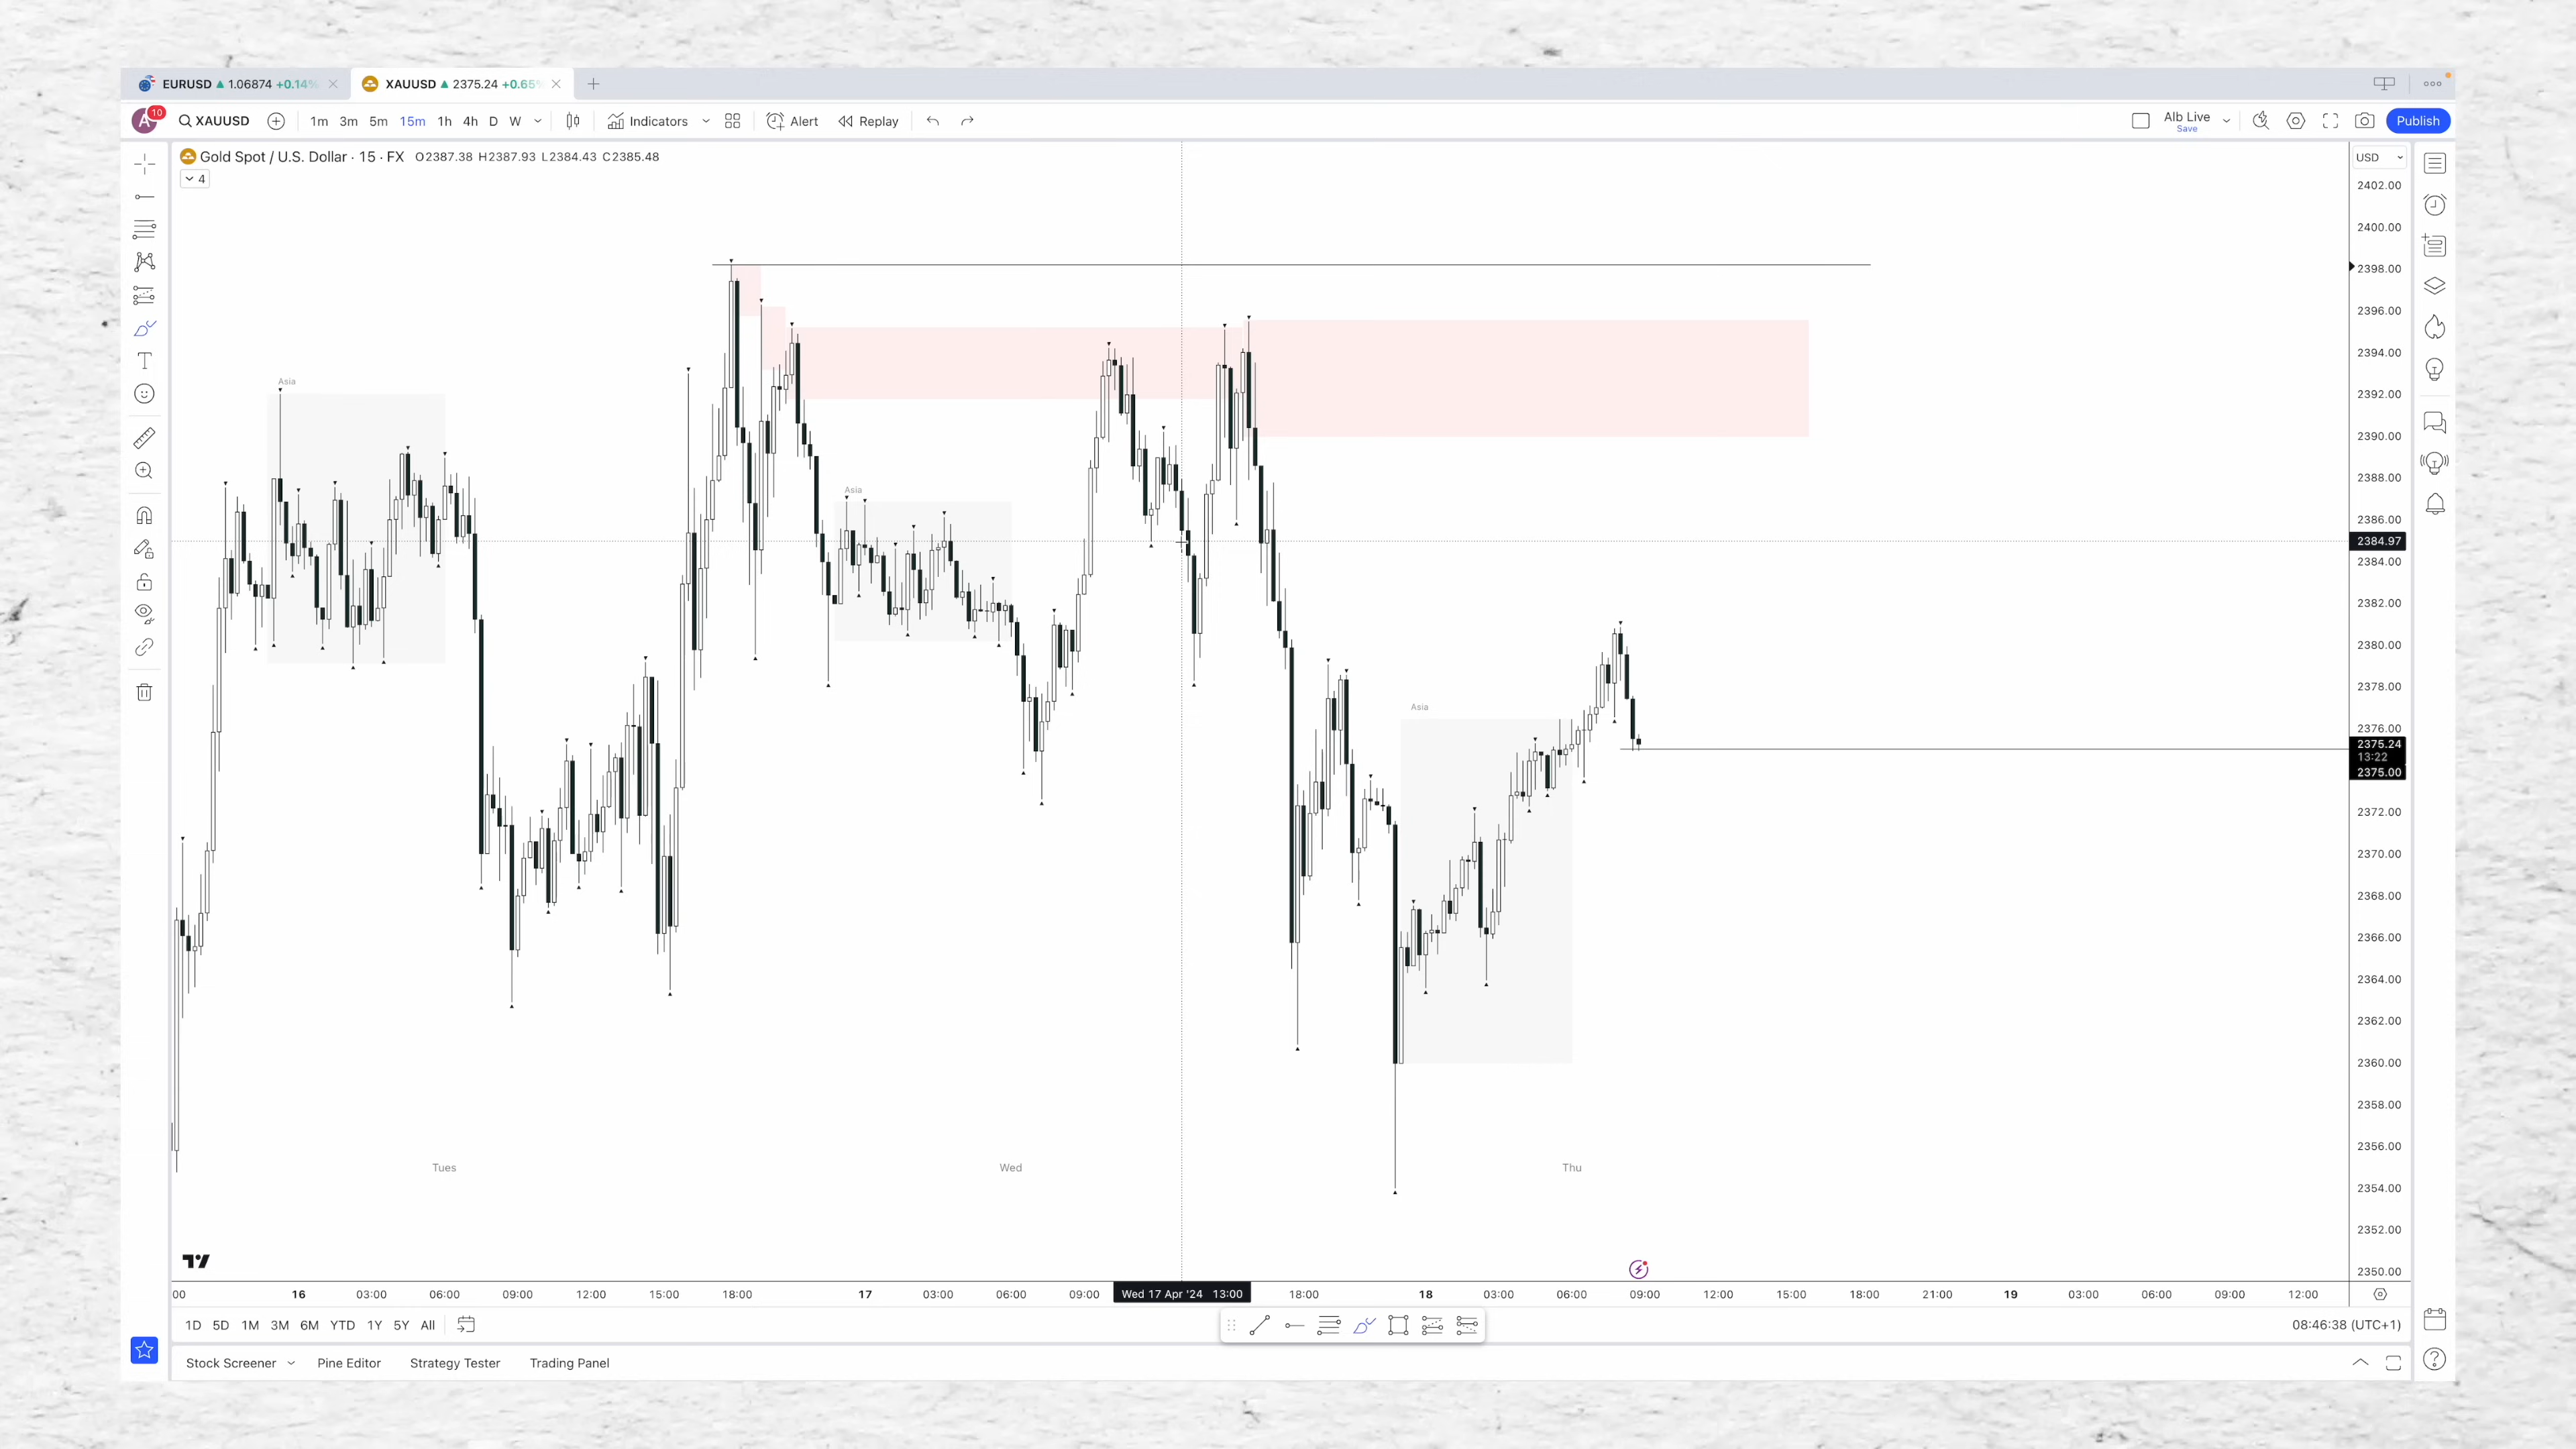 EURUSD 1.06874 +0.14%
XAUUSD 2375.24 +0.65%
A 10 XAUUSD 1m 3m 5m 15m 1h 4h D W Indicators Alert Replay Alb Live Save Publish
Gold Spot / U.S. Dollar · 15 · FX O2387.38 H2387.93 L2384.43 C2385.48
4
USD
2402.00
2400.00
2398.00
2396.00
2394.00
2392.00
2390.00
2388.00
2386.00
2384.97
2384.00
2382.00
2380.00
2378.00
2376.00
2375.24
13:22
2375.00
2372.00
2370.00
2368.00
2366.00
2364.00
2362.00
2360.00
2358.00
2356.00
2354.00
2352.00
2350.00
Asia
Asia
Asia
Tues Wed Thu
00 16 03:00 06:00 09:00 12:00 15:00 18:00 17 03:00 06:00 09:00 Wed 17 Apr '24 13:00 18:00 18 03:00 06:00 09:00 12:00 15:00 18:00 21:00 19 03:00 06:00 09:00 12:00
1D 5D 1M 3M 6M YTD 1Y 5Y All 08:46:38 (UTC+1)
Stock Screener Pine Editor Strategy Tester Trading Panel